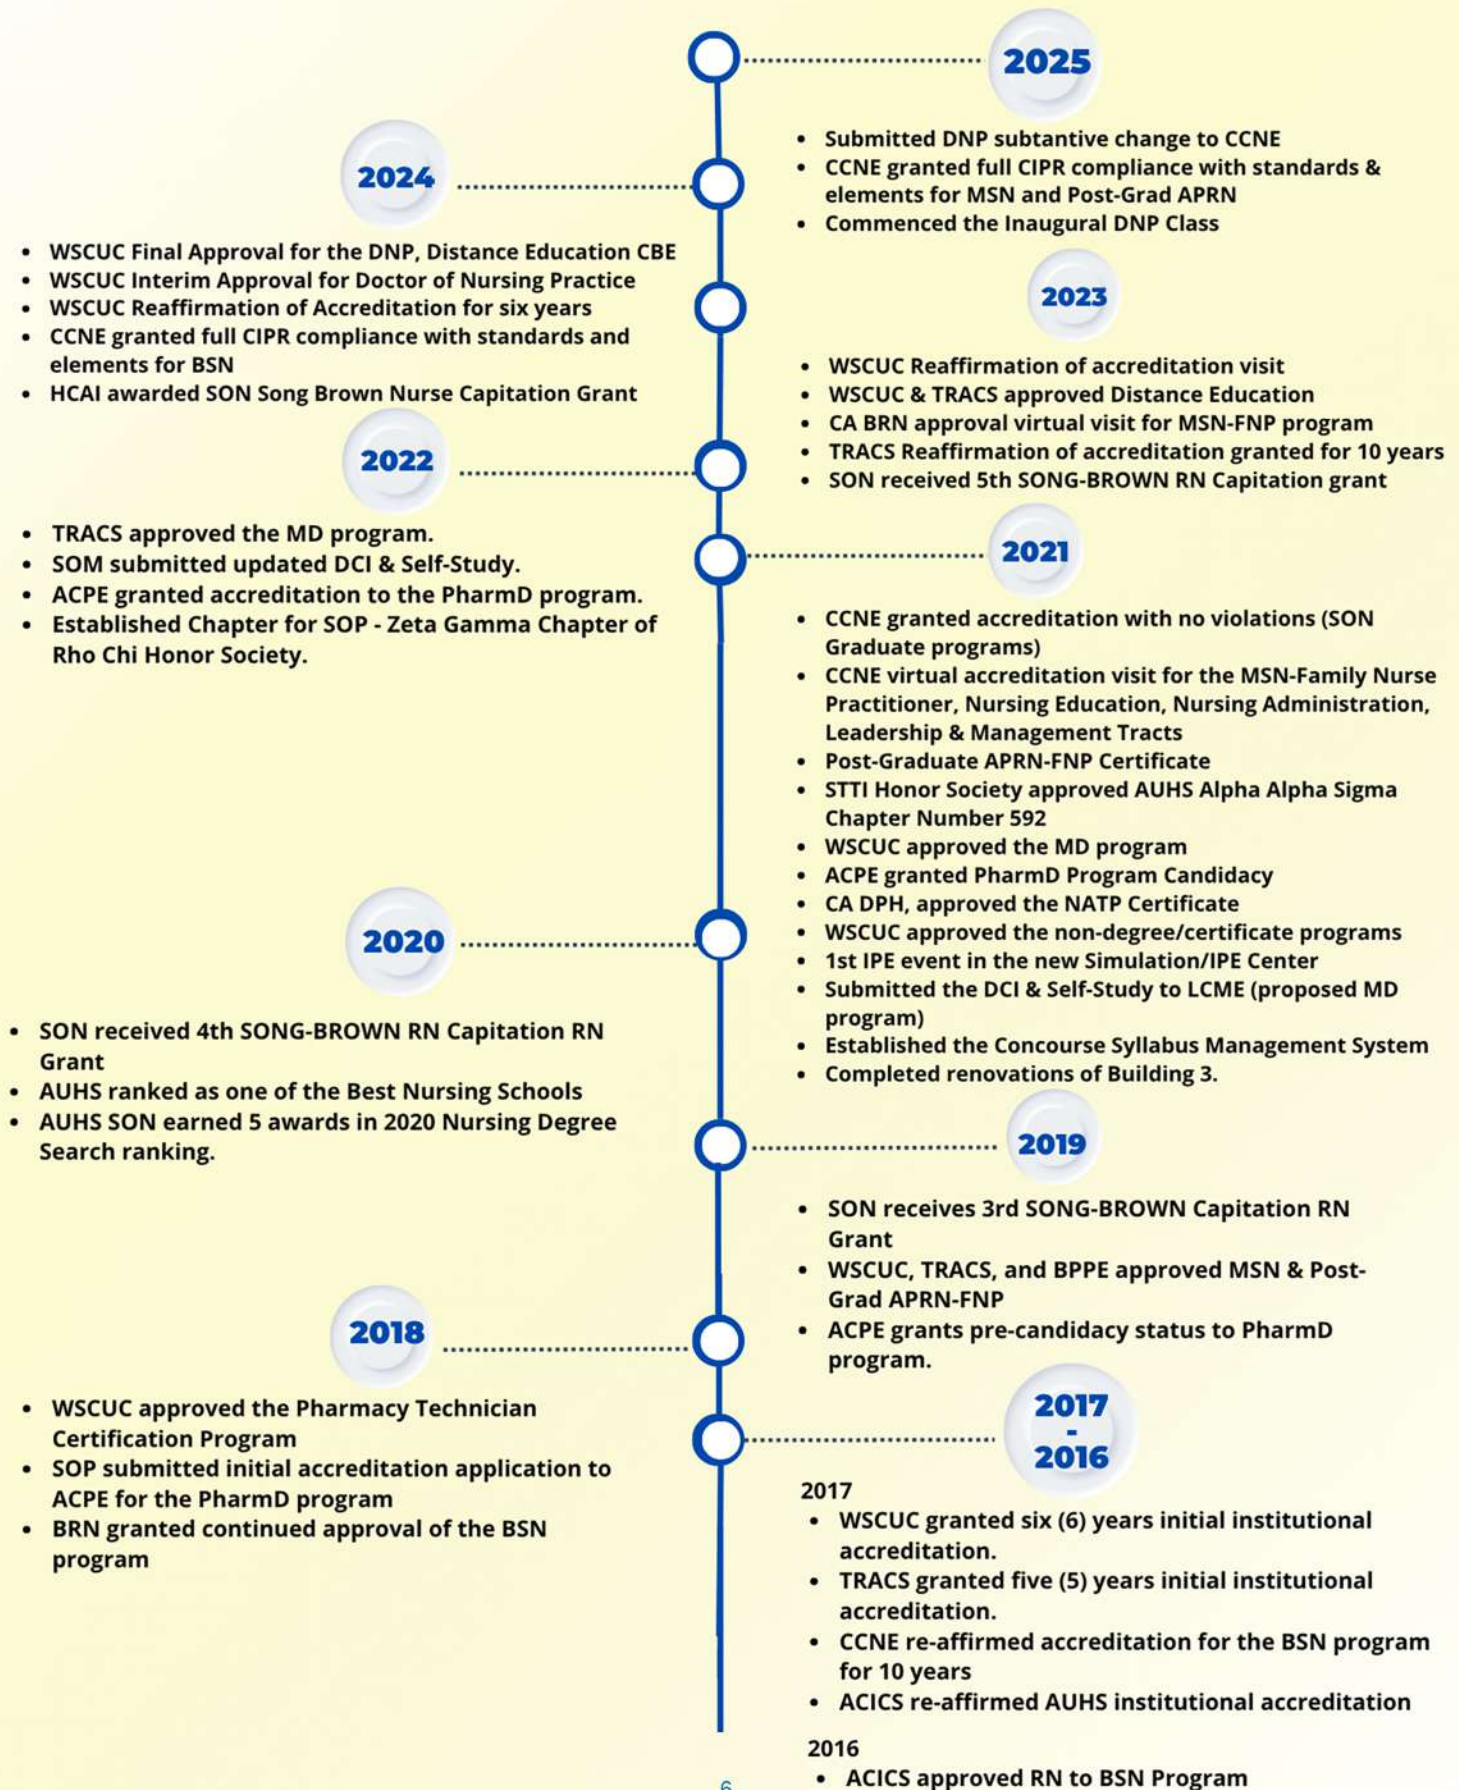 2025
• Submitted DNP subtantive change to CCNE
• CCNE granted full CIPR compliance with standards &
elements for MSN and Post-Grad APRN
• Commenced the Inaugural DNP Class
2024
• WSCUC Final Approval for the DNP, Distance Education CBE
• WSCUC Interim Approval for Doctor of Nursing Practice
• WSCUC Reaffirmation of Accreditation for six years
• CCNE granted full CIPR compliance with standards and
elements for BSN
• HCAI awarded SON Song Brown Nurse Capitation Grant
2023
• WSCUC Reaffirmation of accreditation visit
• WSCUC & TRACS approved Distance Education
• CA BRN approval virtual visit for MSN-FNP program
• TRACS Reaffirmation of accreditation granted for 10 years
• SON received 5th SONG-BROWN RN Capitation grant
2022
• TRACS approved the MD program.
• SOM submitted updated DCI & Self-Study.
• ACPE granted accreditation to the PharmD program.
• Established Chapter for SOP - Zeta Gamma Chapter of
Rho Chi Honor Society.
2021
• CCNE granted accreditation with no violations (SON
Graduate programs)
• CCNE virtual accreditation visit for the MSN-Family Nurse
Practitioner, Nursing Education, Nursing Administration,
Leadership & Management Tracts
• Post-Graduate APRN-FNP Certificate
• STTI Honor Society approved AUHS Alpha Alpha Sigma
Chapter Number 592
• WSCUC approved the MD program
• ACPE granted PharmD Program Candidacy
• CA DPH, approved the NATP Certificate
• WSCUC approved the non-degree/certificate programs
• 1st IPE event in the new Simulation/IPE Center
• Submitted the DCI & Self-Study to LCME (proposed MD
program)
• Established the Concourse Syllabus Management System
• Completed renovations of Building 3.
2020
• SON received 4th SONG-BROWN RN Capitation RN
Grant
• AUHS ranked as one of the Best Nursing Schools
• AUHS SON earned 5 awards in 2020 Nursing Degree
Search ranking.
2019
• SON receives 3rd SONG-BROWN Capitation RN
Grant
• WSCUC, TRACS, and BPPE approved MSN & Post-
Grad APRN-FNP
• ACPE grants pre-candidacy status to PharmD
program.
2018
• WSCUC approved the Pharmacy Technician
Certification Program
• SOP submitted initial accreditation application to
ACPE for the PharmD program
• BRN granted continued approval of the BSN
program
2017
-
2016
2017
• WSCUC granted six (6) years initial institutional
accreditation.
• TRACS granted five (5) years initial institutional
accreditation.
• CCNE re-affirmed accreditation for the BSN program
for 10 years
• ACICS re-affirmed AUHS institutional accreditation
2016
• ACICS approved RN to BSN Program
6